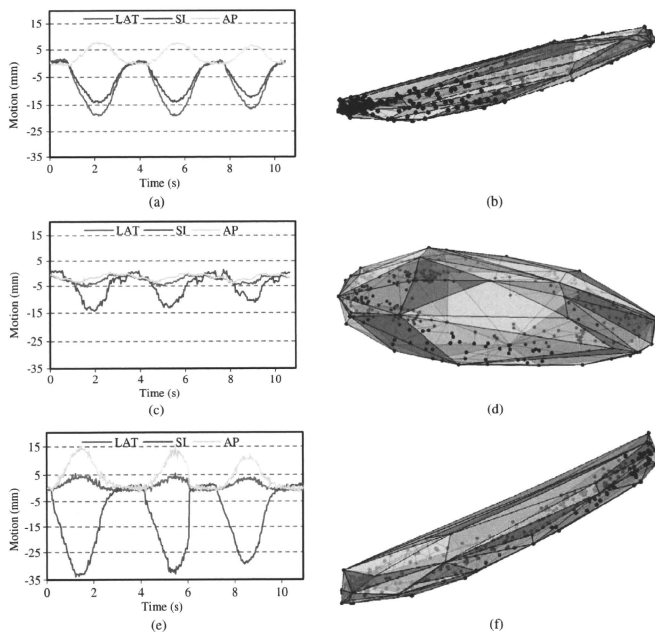 LAT SI AP
15
5
-5
-15
-25
-35
Motion (mm)
0 2 4 6 8 10
Time (s)
(a)
(b)
LAT SI AP
15
5
-5
-15
-25
-35
Motion (mm)
0 2 4 6 8 10
Time (s)
(c)
(d)
LAT SI AP
15
5
-5
-15
-25
-35
Motion (mm)
0 2 4 6 8 10
Time (s)
(e)
(f)